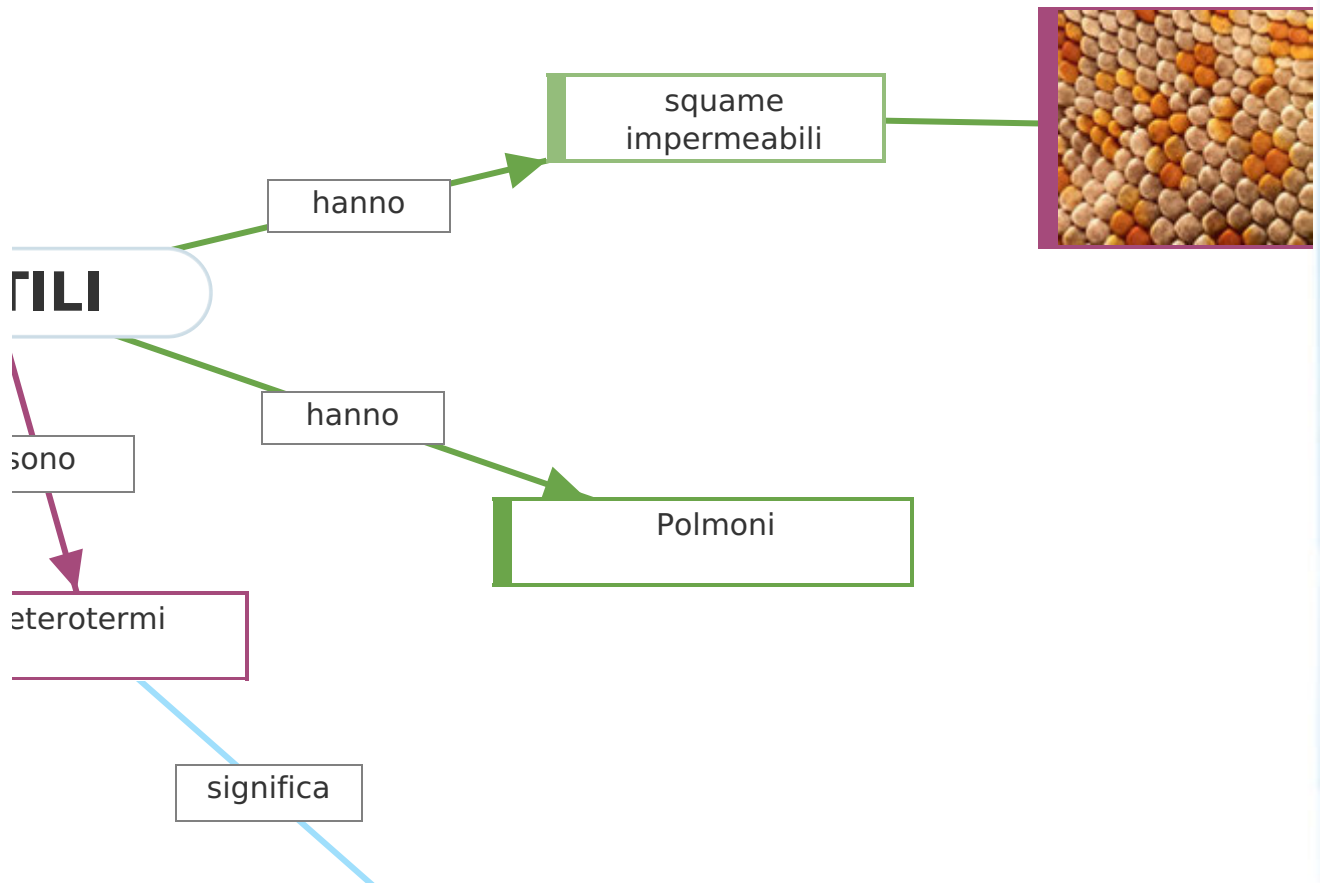 squame
impermeabili
hanno
TILI
hanno
sono
Polmoni
eterotermi
significa